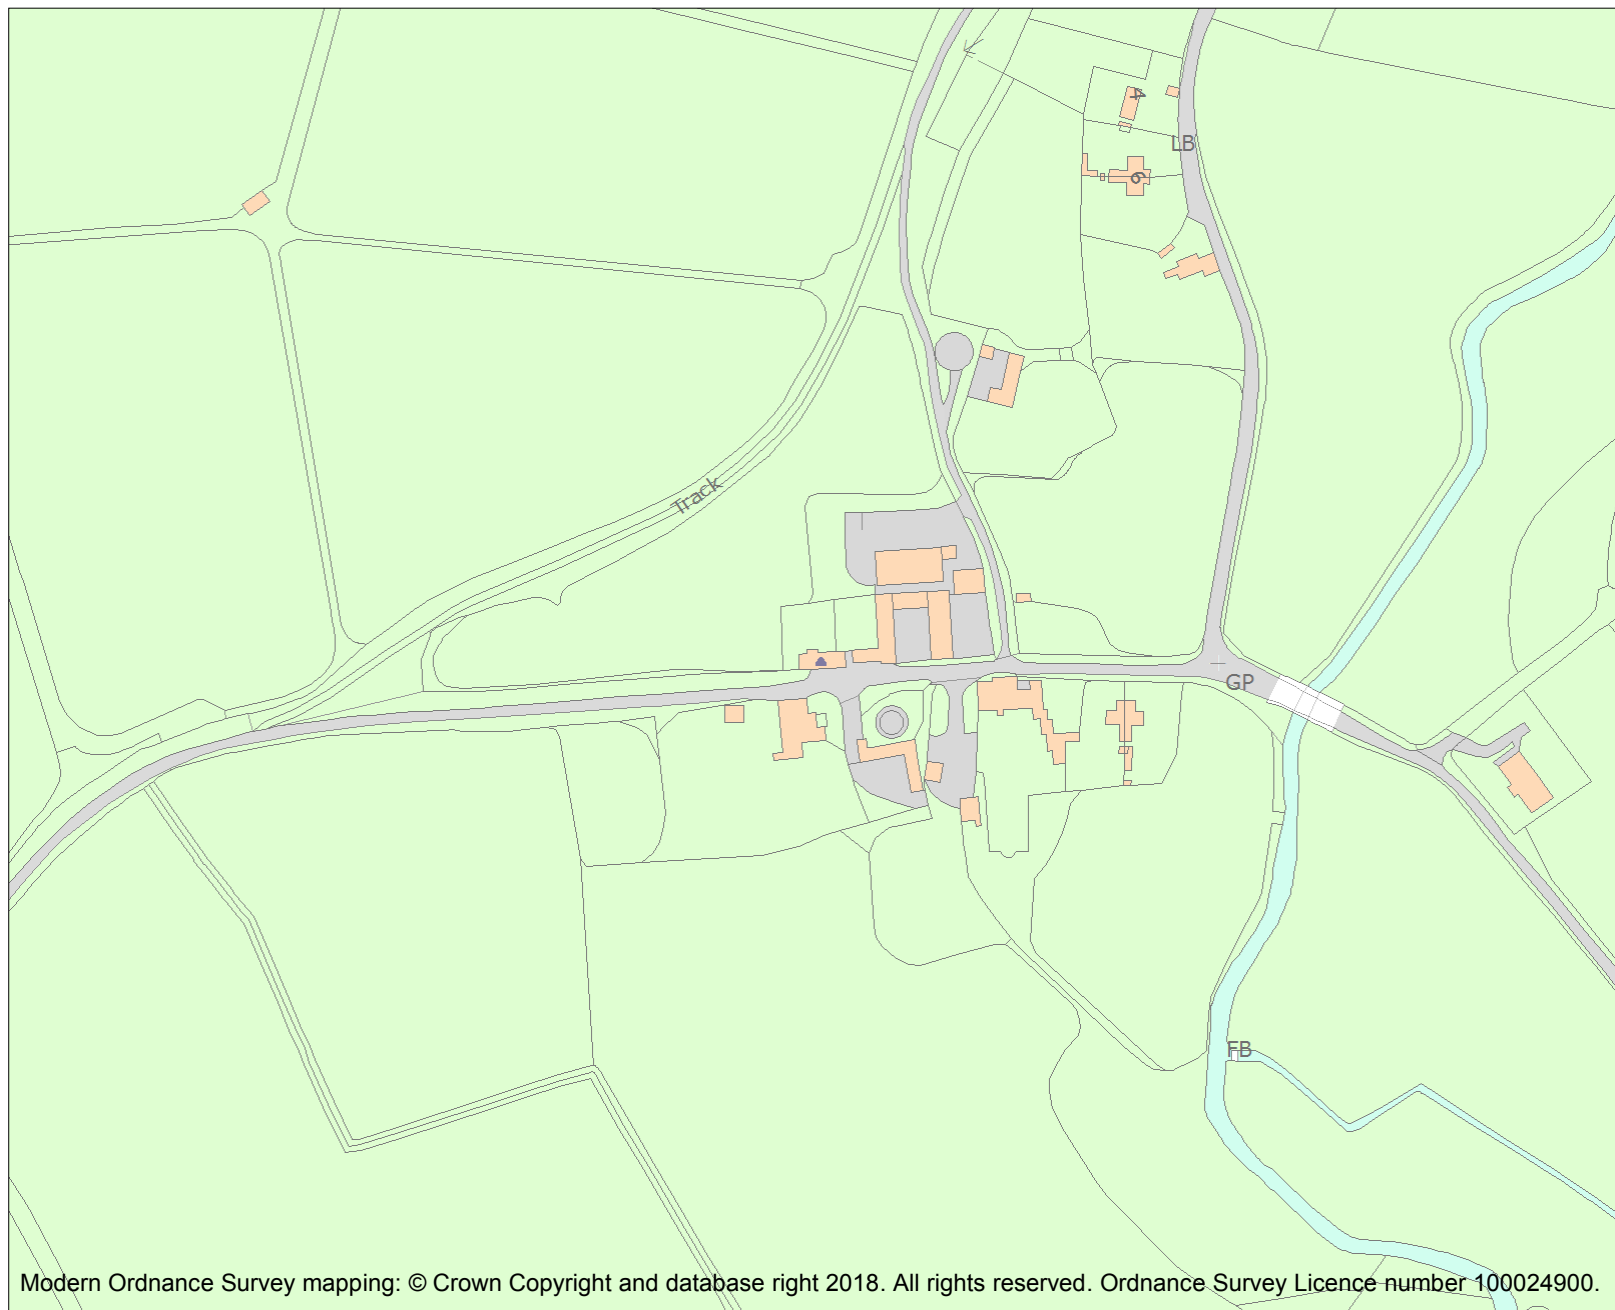 4
LB
6
Track
GP
FB
Modern Ordnance Survey mapping: © Crown Copyright and database right 2018. All rights reserved. Ordnance Survey Licence number 100024900.